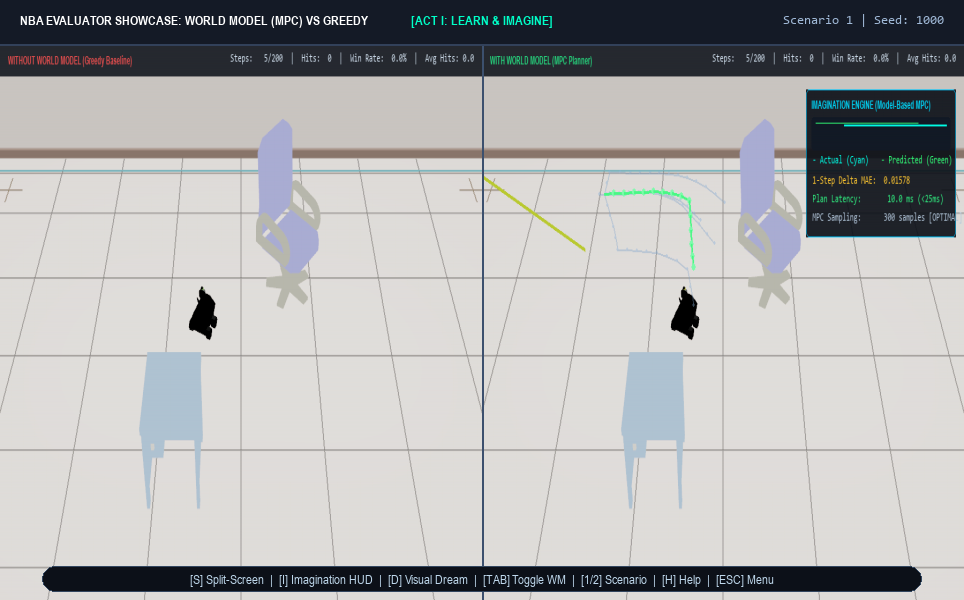 NBA EVALUATOR SHOWCASE: WORLD MODEL (MPC) VS GREEDY [ACT I: LEARN & IMAGINE] Scenario 1 | Seed: 1000
WITHOUT WORLD MODEL (Greedy Baseline) Steps: 5/200 | Hits: 0 | Win Rate: 0.0% | Avg Hits: 0.0
WITH WORLD MODEL (MPC Planner) Steps: 5/200 | Hits: 0 | Win Rate: 0.0% | Avg Hits: 0.0
IMAGINATION ENGINE (Model-Based MPC)
- Actual (Cyan) - Predicted (Green)
1-Step Delta MAE: 0.01578
Plan Latency: 10.0 ms (<25ms)
MPC Sampling: 300 samples [OPTIMA
[S] Split-Screen | [I] Imagination HUD | [D] Visual Dream | [TAB] Toggle WM | [1/2] Scenario | [H] Help | [ESC] Menu